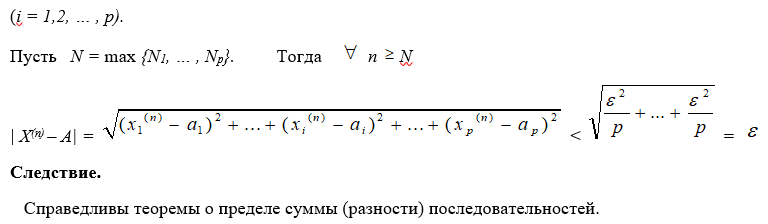 (i = 1,2, … , p).
Пусть N = max {N1, … , Np}. Тогда ∀ n ≥ N
| X⁽ⁿ⁾ – A| = √((x₁⁽ⁿ⁾ − a₁)² + … + (xᵢ⁽ⁿ⁾ − aᵢ)² + … + (xₚ⁽ⁿ⁾ − aₚ)²) < √(ε²/p + … + ε²/p) = ε
Следствие.
Справедливы теоремы о пределе суммы (разности) последовательностей.